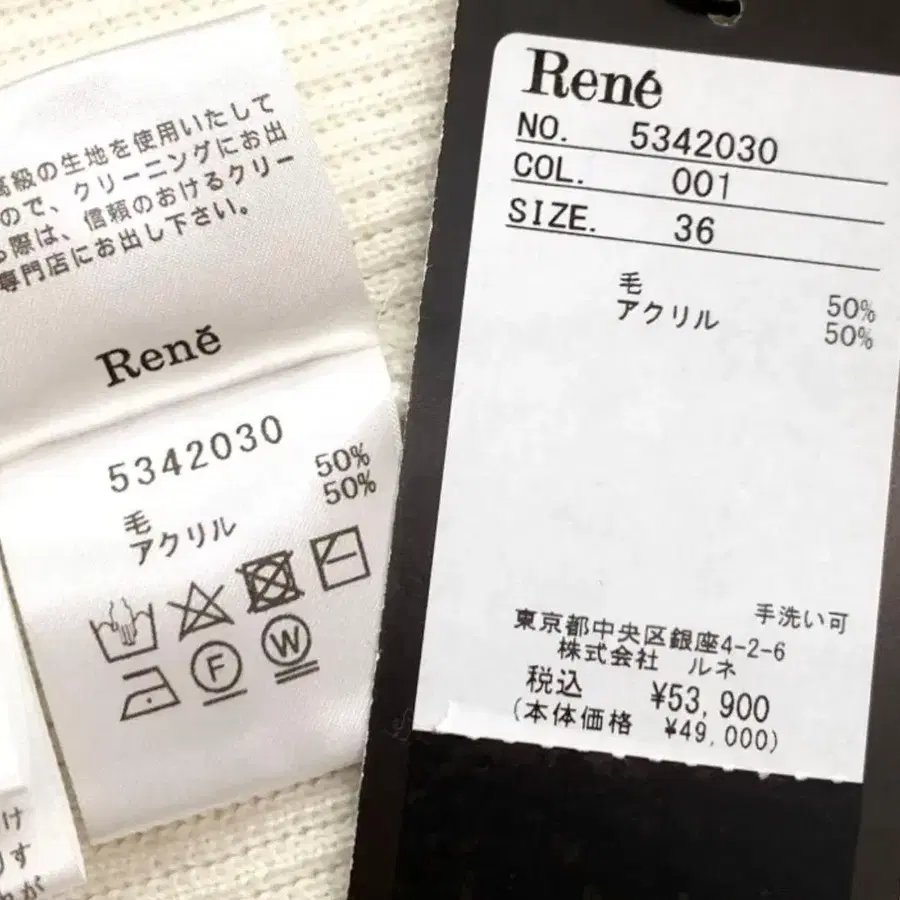 高級の生地を使用いたして
ので、クリーニングにお出
際は、信頼のおけるクリー
専門店にお出し下さい。
René
5342030
毛 50%
アクリル 50%
F
W
け
りす
が
René
NO. 5342030
COL. 001
SIZE. 36
毛 50%
アクリル 50%
手洗い可
東京都中央区銀座4-2-6
株式会社 ルネ
税込 ¥53,900
(本体価格 ¥49,000)